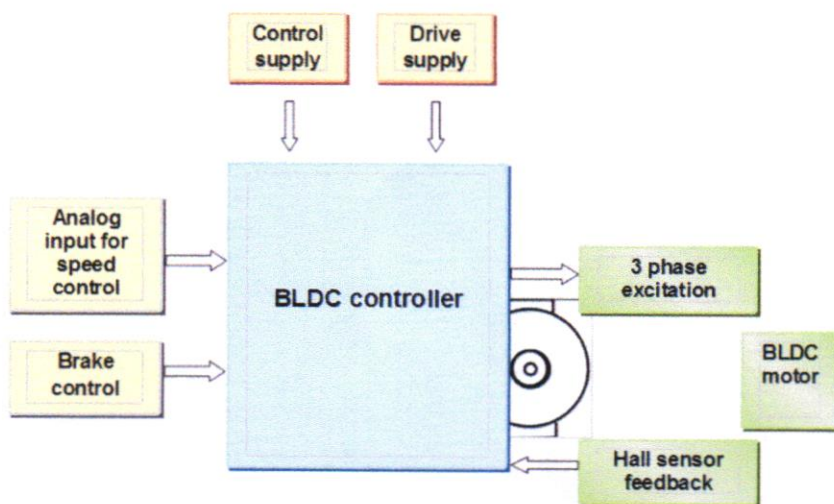 Control
supply
Drive
supply
Analog
input for
speed
control
BLDC controller
3 phase
excitation
Brake
control
BLDC
motor
Hall sensor
feedback